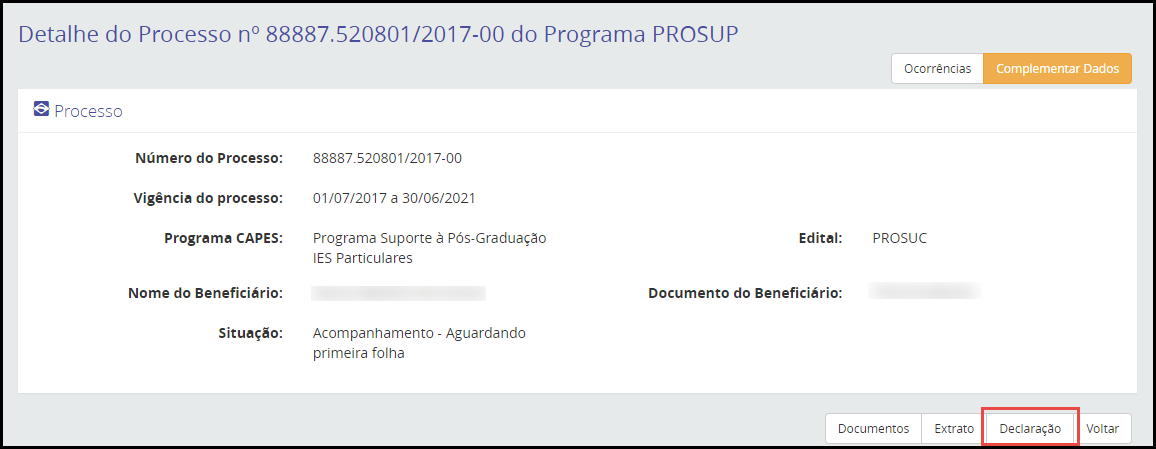 Detalhe do Processo nº 88887.520801/2017-00 do Programa PROSUP
Ocorrências Complementar Dados
Processo
Número do Processo: 88887.520801/2017-00
Vigência do processo: 01/07/2017 a 30/06/2021
Programa CAPES: Programa Suporte à Pós-Graduação Edital: PROSUC
IES Particulares
Nome do Beneficiário: Documento do Beneficiário:
Situação: Acompanhamento - Aguardando
primeira folha
Documentos Extrato Declaração Voltar